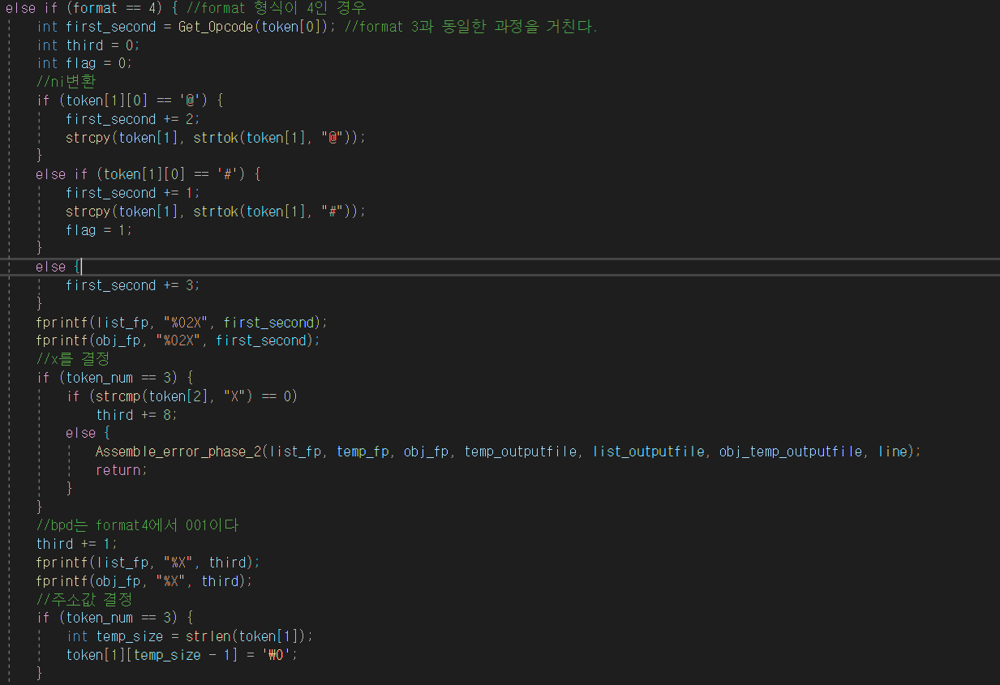 else if (format == 4) { //format 형식이 4인 경우
int first_second = Get_Opcode(token[0]); //format 3과 동일한 과정을 거친다.
int third = 0;
int flag = 0;
//ni변환
if (token[1][0] == '@') {
first_second += 2;
strcpy(token[1], strtok(token[1], "@"));
}
else if (token[1][0] == '#') {
first_second += 1;
strcpy(token[1], strtok(token[1], "#"));
flag = 1;
}
else {
first_second += 3;
}
fprintf(list_fp, "%02X", first_second);
fprintf(obj_fp, "%02X", first_second);
//x를 결정
if (token_num == 3) {
if (strcmp(token[2], "X") == 0)
third += 8;
else {
Assemble_error_phase_2(list_fp, temp_fp, obj_fp, temp_outputfile, list_outputfile, obj_temp_outputfile, line);
return;
}
}
//bpd는 format4에서 001이다
third += 1;
fprintf(list_fp, "%X", third);
fprintf(obj_fp, "%X", third);
//주소값 결정
if (token_num == 3) {
int temp_size = strlen(token[1]);
token[1][temp_size - 1] = '₩0';
}